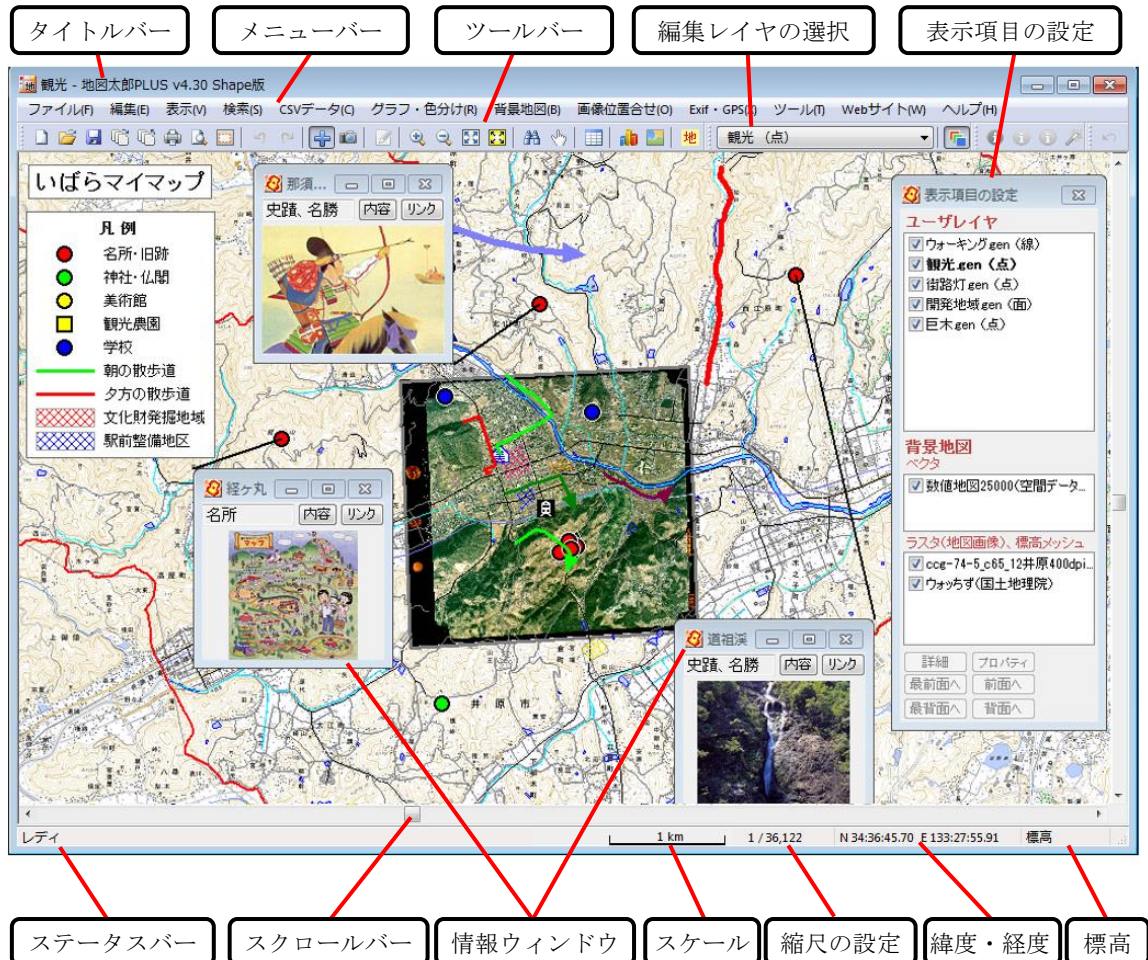 タイトルバー
メニューバー
ツールバー
編集レイヤの選択
表示項目の設定
観光 - 地図太郎PLUS v4.30 Shape版
ファイル(F) 編集(E) 表示(V) 検索(S) CSVデータ(C) グラフ・色分け(R) 背景地図(B) 画像位置合せ(O) Exif・GPS(X) ツール(T) Webサイト(W) ヘルプ(H)
地 観光 (点)
いばらマイマップ
凡 例
名所・旧跡
神社・仏閣
美術館
観光農園
学校
朝の散歩道
夕方の散歩道
文化財発掘地域
駅前整備地区
那須...
史蹟、名勝 内容 リンク
経ヶ丸
名所 内容 リンク
マップ
道祖渓
史蹟、名勝 内容 リンク
井原市
表示項目の設定
ユーザレイヤ
ウォーキング.gen (線)
観光.gen (点)
街路灯gen (点)
開発地域gen (面)
巨木gen (点)
背景地図
ベクタ
数値地図25000(空間データ...
ラスタ(地図画像)、標高メッシュ
ccg-74-5_c65_12井原400dpi...
ウォッちず(国土地理院)
詳細 プロパティ
最前面へ 前面へ
最背面へ 背面へ
レディ
1 km
1 / 36,122
N 34:36:45.70 E 133:27:55.91
標高
ステータスバー
スクロールバー
情報ウィンドウ
スケール
縮尺の設定
緯度・経度
標高